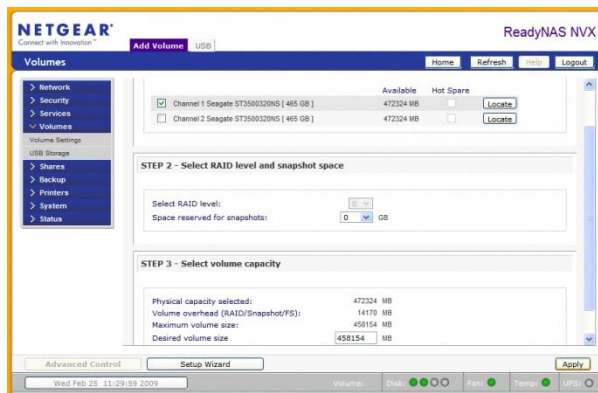 NETGEAR®
Connect with Innovation™
ReadyNAS NVX
Add Volume USB
Volumes
Home Refresh Help Logout
> Network
> Security
> Services
Volumes
Volume Settings
USB Storage
> Shares
> Backup
> Printers
> System
> Status
Available Hot Spare
Channel 1 Seagate ST3500320NS [ 465 GB ] 472324 MB Locate
Channel 2 Seagate ST3500320NS [ 465 GB ] 472324 MB Locate
STEP 2 - Select RAID level and snapshot space
Select RAID level: 0
Space reserved for snapshots: 0 GB
STEP 3 - Select volume capacity
Physical capacity selected: 472324 MB
Volume overhead (RAID/Snapshot/FS): 14170 MB
Maximum volume size: 458154 MB
Desired volume size 458154 MB
Advanced Control Setup Wizard Apply
Wed Feb 25 11:29:59 2009 Volume: Disk: Fan: Temp: UPS: